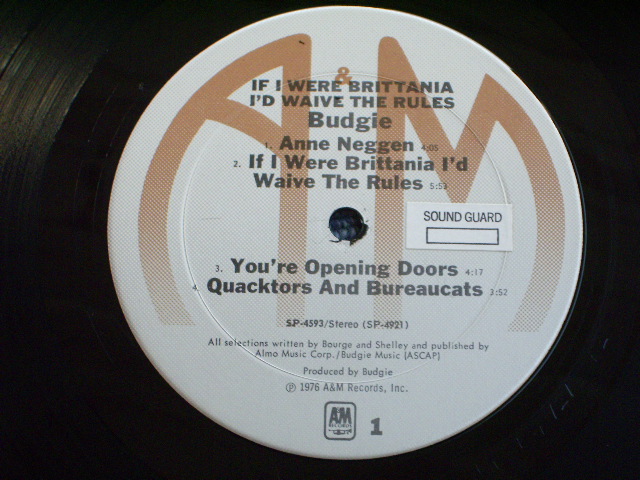 &
IF I WERE BRITTANIA
I'D WAIVE THE RULES
Budgie
1. Anne Neggen 4:05
2. If I Were Brittania I'd
Waive The Rules 5:53
SOUND GUARD
3. You're Opening Doors 4:17
4. Quacktors And Bureaucats 3:52
SP-4593/Stereo (SP-4921)
All selections written by Bourge and Shelley and published by
Almo Music Corp./Budgie Music (ASCAP)
Produced by Budgie
℗ 1976 A&M Records, Inc.
A&M
RECORDS
1